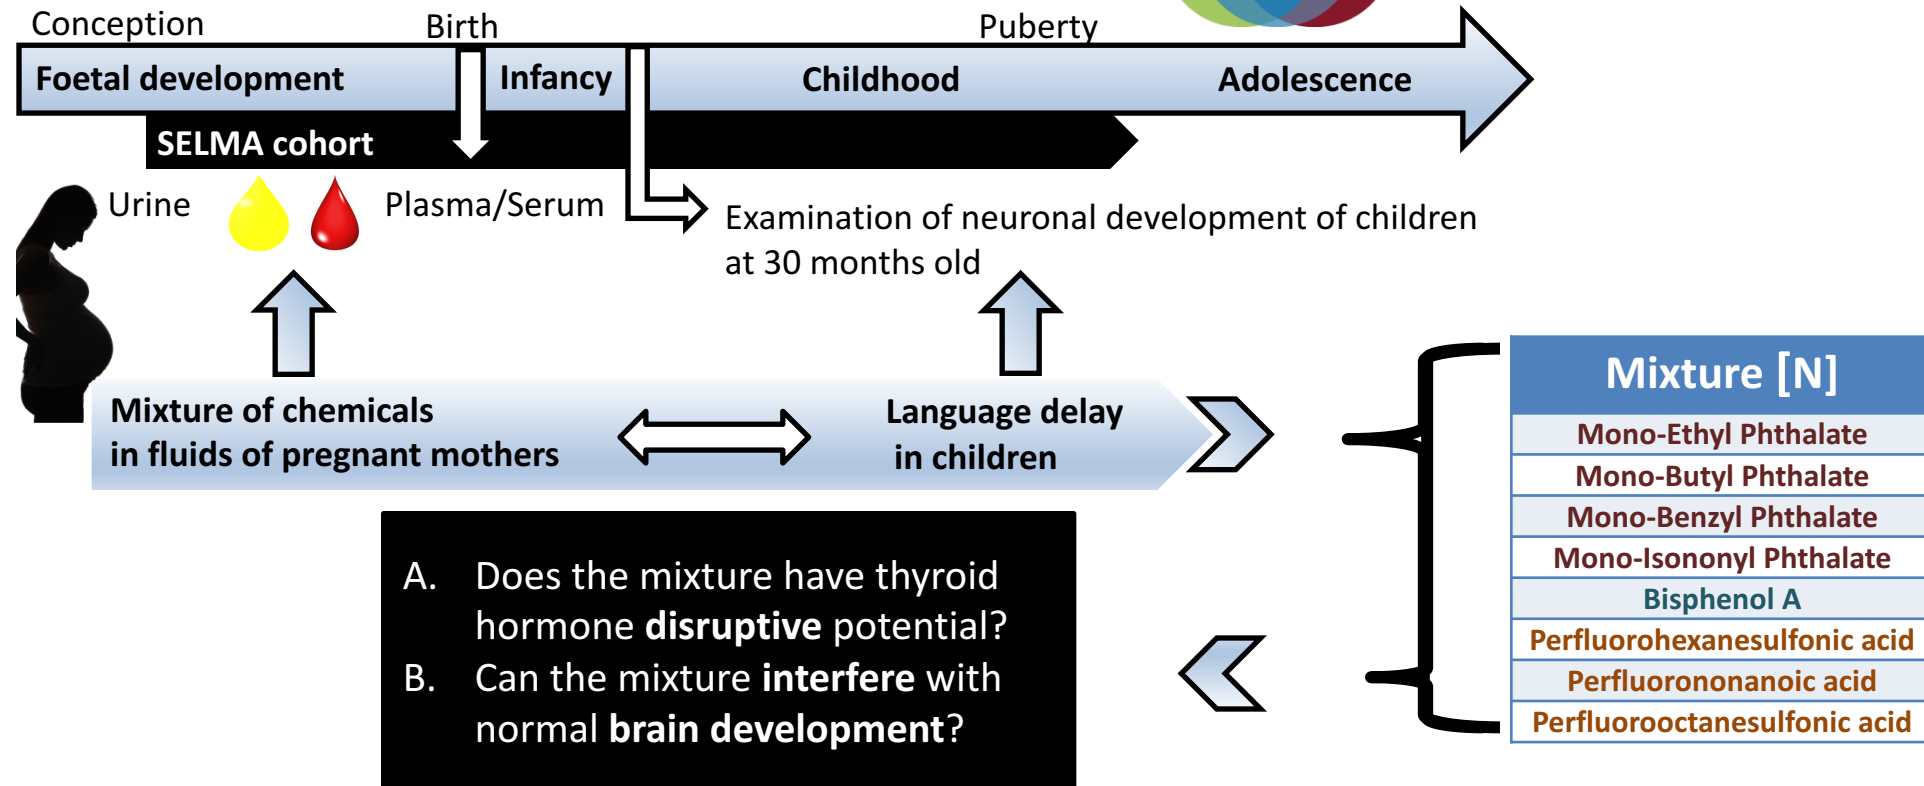 Conception
Birth
Puberty
Foetal development
Infancy
Childhood
Adolescence
SELMA cohort
Urine
Plasma/Serum
Examination of neuronal development of children
at 30 months old
Mixture of chemicals
in fluids of pregnant mothers
Language delay
in children
A. Does the mixture have thyroid
hormone disruptive potential?
B. Can the mixture interfere with
normal brain development?
Mixture [N]
Mono-Ethyl Phthalate
Mono-Butyl Phthalate
Mono-Benzyl Phthalate
Mono-Isononyl Phthalate
Bisphenol A
Perfluorohexanesulfonic acid
Perfluorononanoic acid
Perfluorooctanesulfonic acid